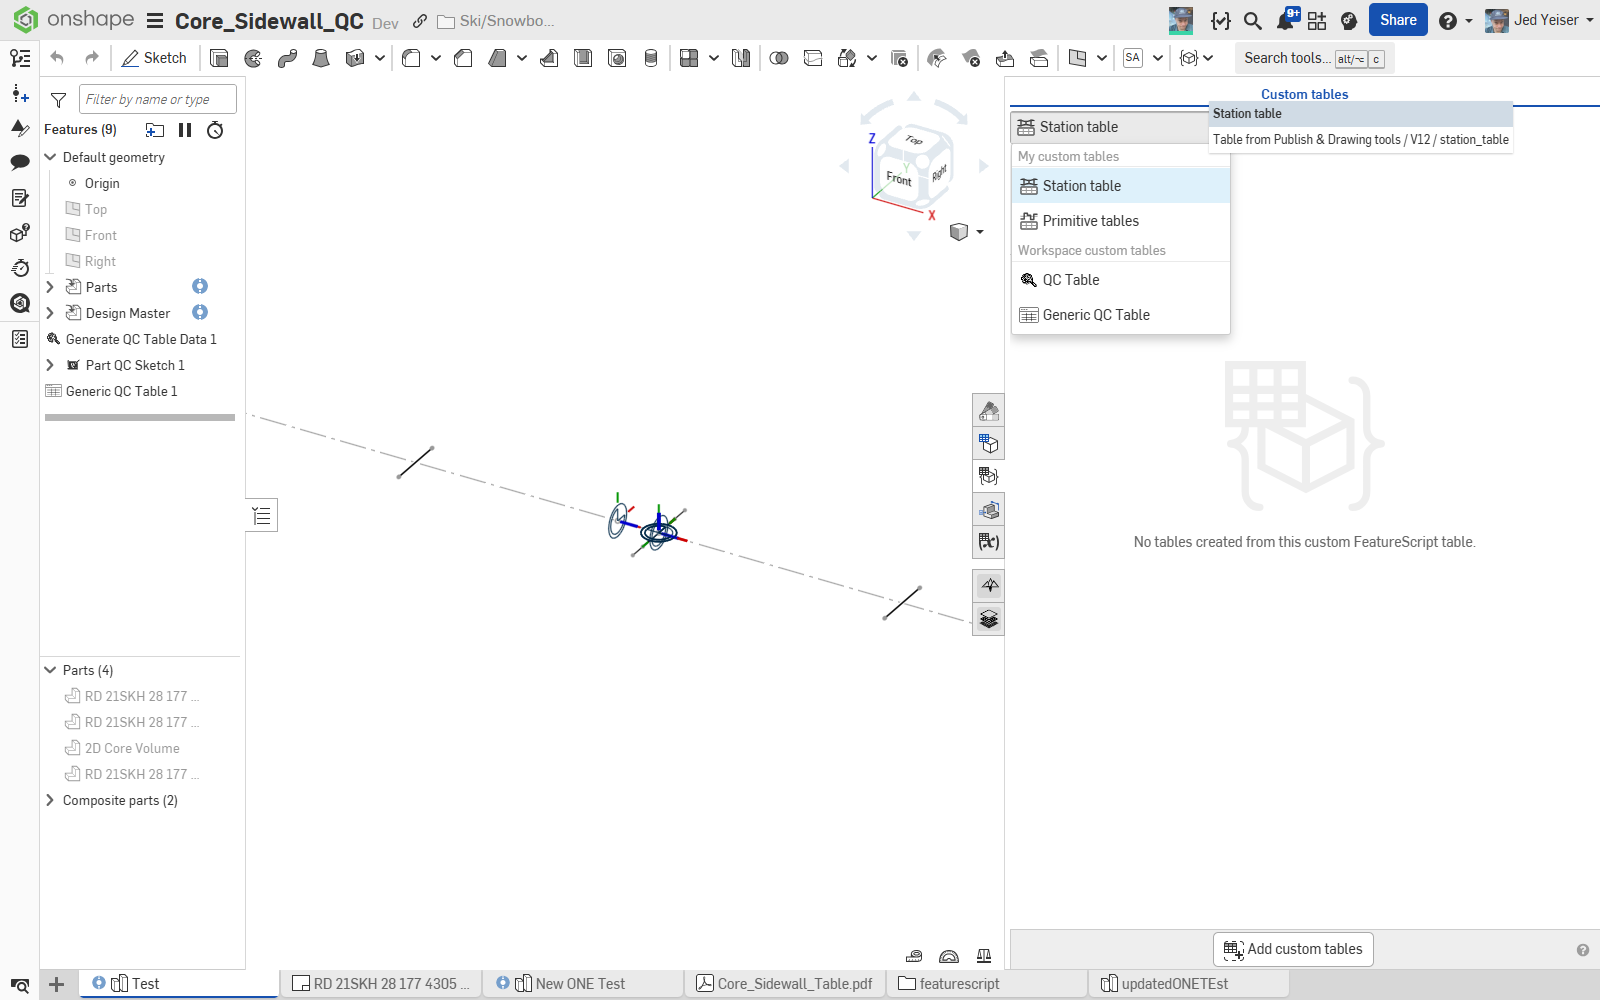 onshape
Core_Sidewall_QC Dev Ski/Snowbo...
9+
Share
Jed Yeiser
Sketch
SA
Search tools... alt/⌥ c
Filter by name or type
Features (9)
Default geometry
Origin
Top
Front
Right
Parts
Design Master
Generate QC Table Data 1
Part QC Sketch 1
Generic QC Table 1
Parts (4)
RD 21SKH 28 177 ...
RD 21SKH 28 177 ...
2D Core Volume
RD 21SKH 28 177 ...
Composite parts (2)
Z
Top
Front
Right
Y
X
Custom tables
Station table
Station table
Table from Publish & Drawing tools / V12 / station_table
My custom tables
Station table
Primitive tables
Workspace custom tables
QC Table
Generic QC Table
(x)
No tables created from this custom FeatureScript table.
Add custom tables
Test
RD 21SKH 28 177 4305 ...
New ONE Test
Core_Sidewall_Table.pdf
featurescript
updatedONETEst